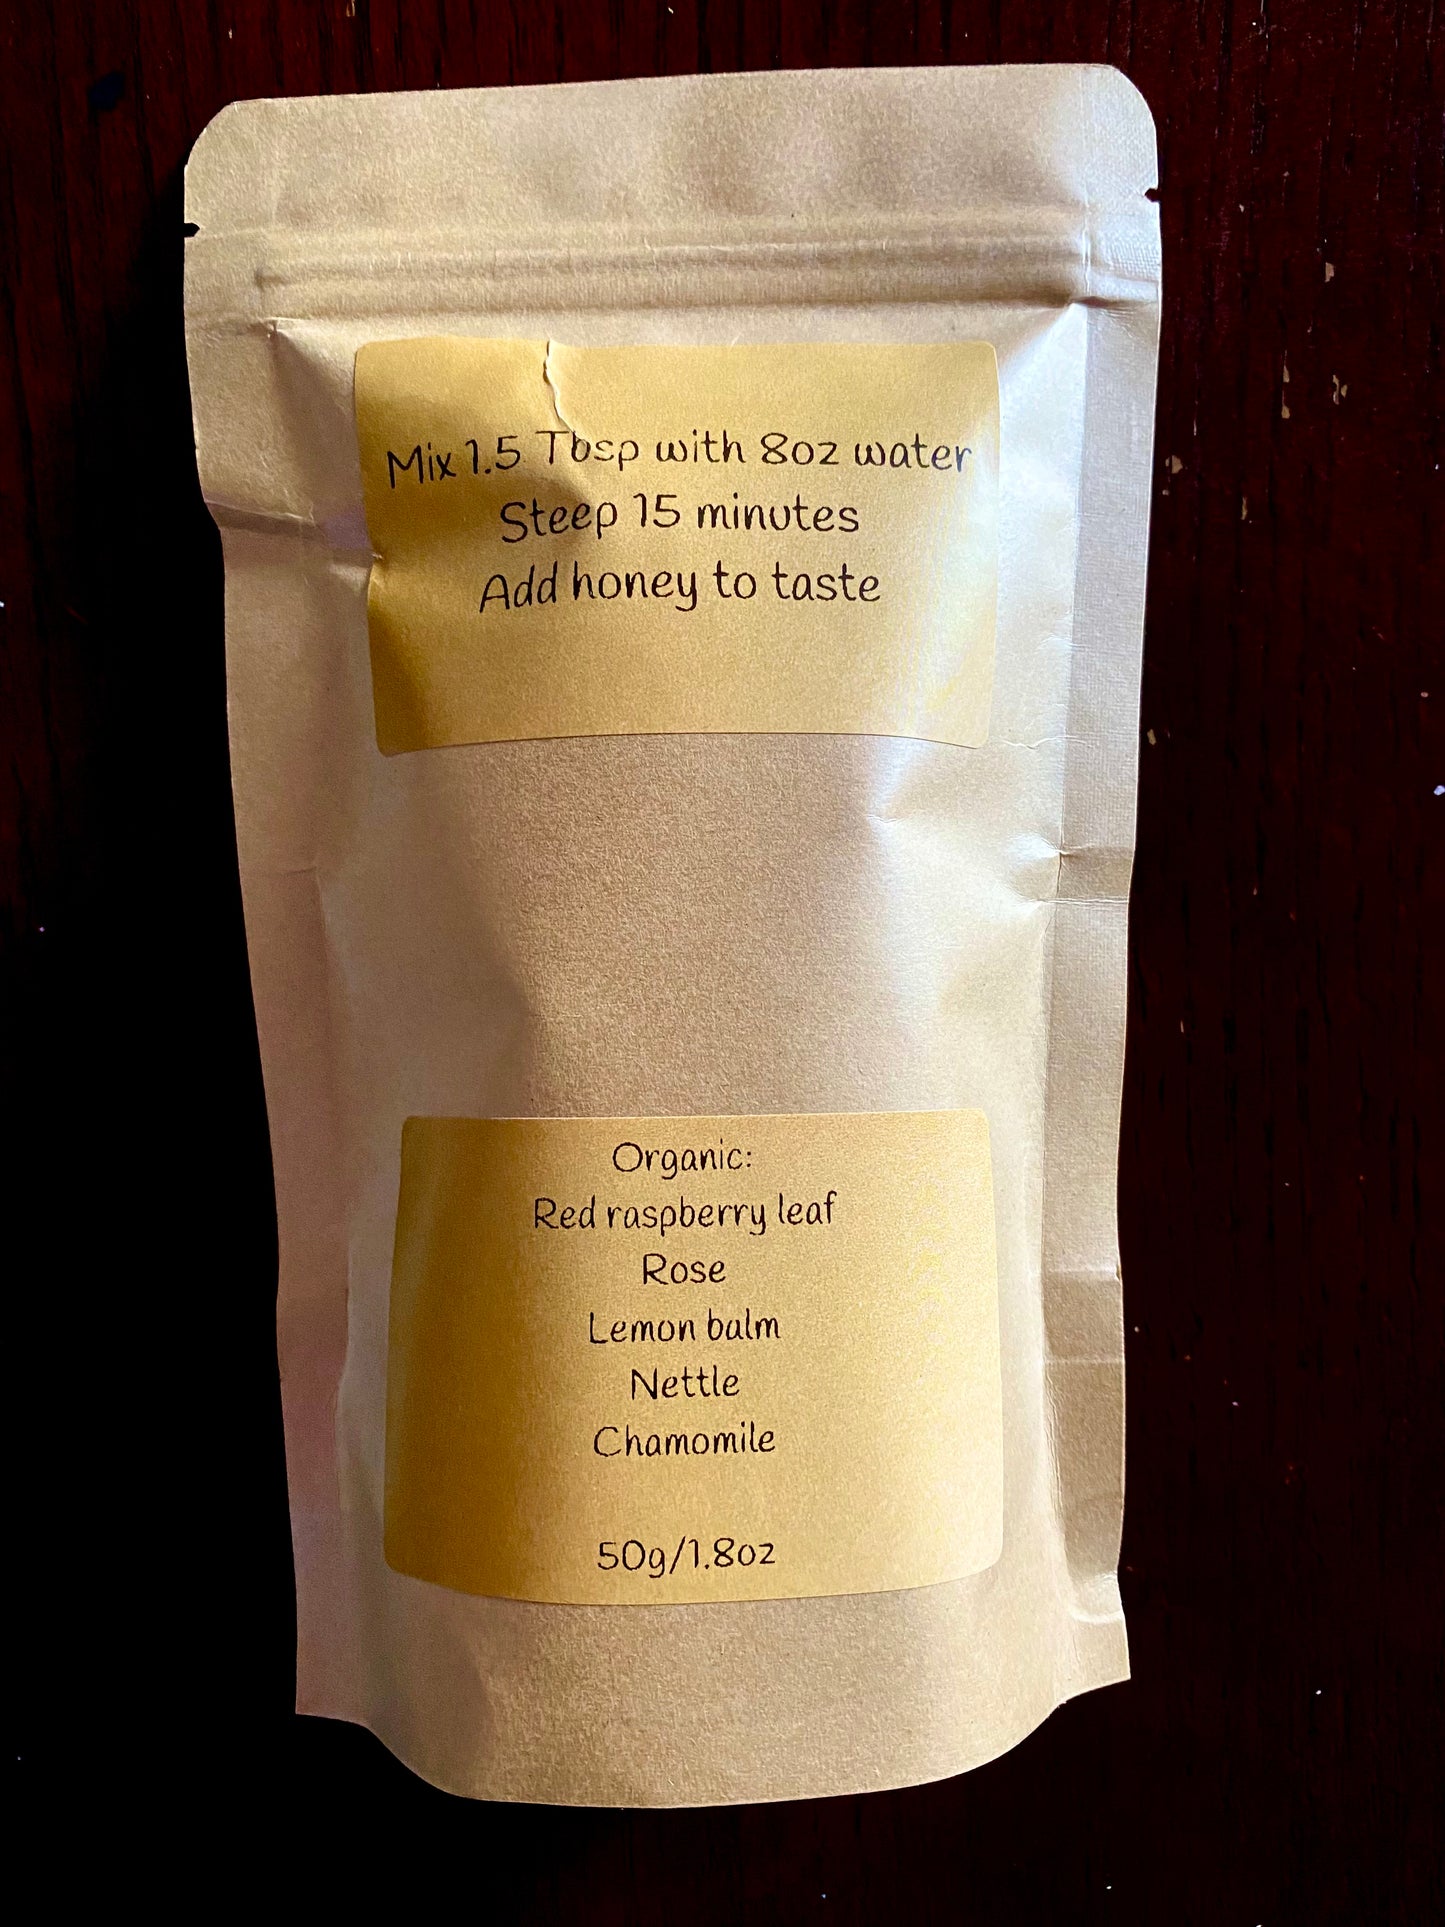 Mix 1.5 Tbsp with 8oz water
Steep 15 minutes
Add honey to taste
Organic:
Red raspberry leaf
Rose
Lemon balm
Nettle
Chamomile
50g/1.8oz